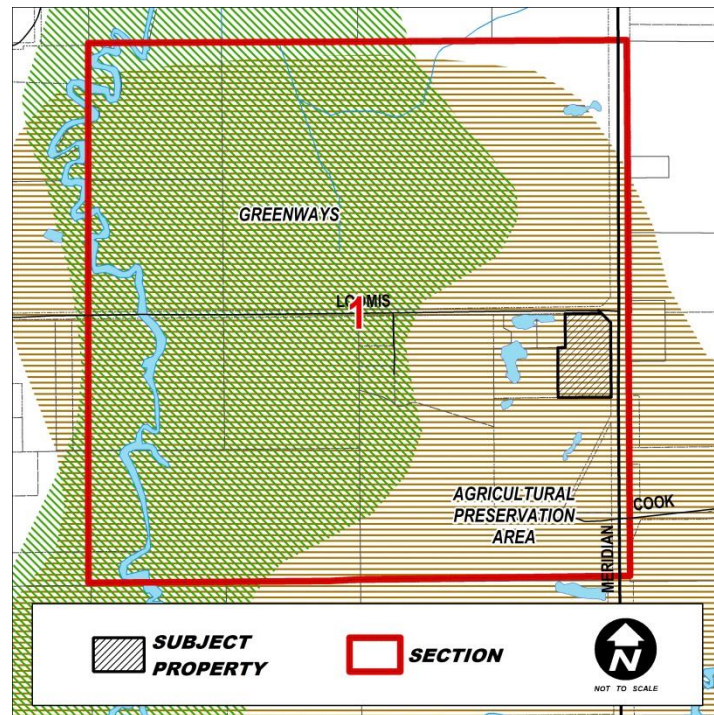 GREENWAYS
LOOMIS
1
AGRICULTURAL
PRESERVATION
AREA
COOK
MERIDIAN
SUBJECT
PROPERTY
SECTION
N
NOT TO SCALE